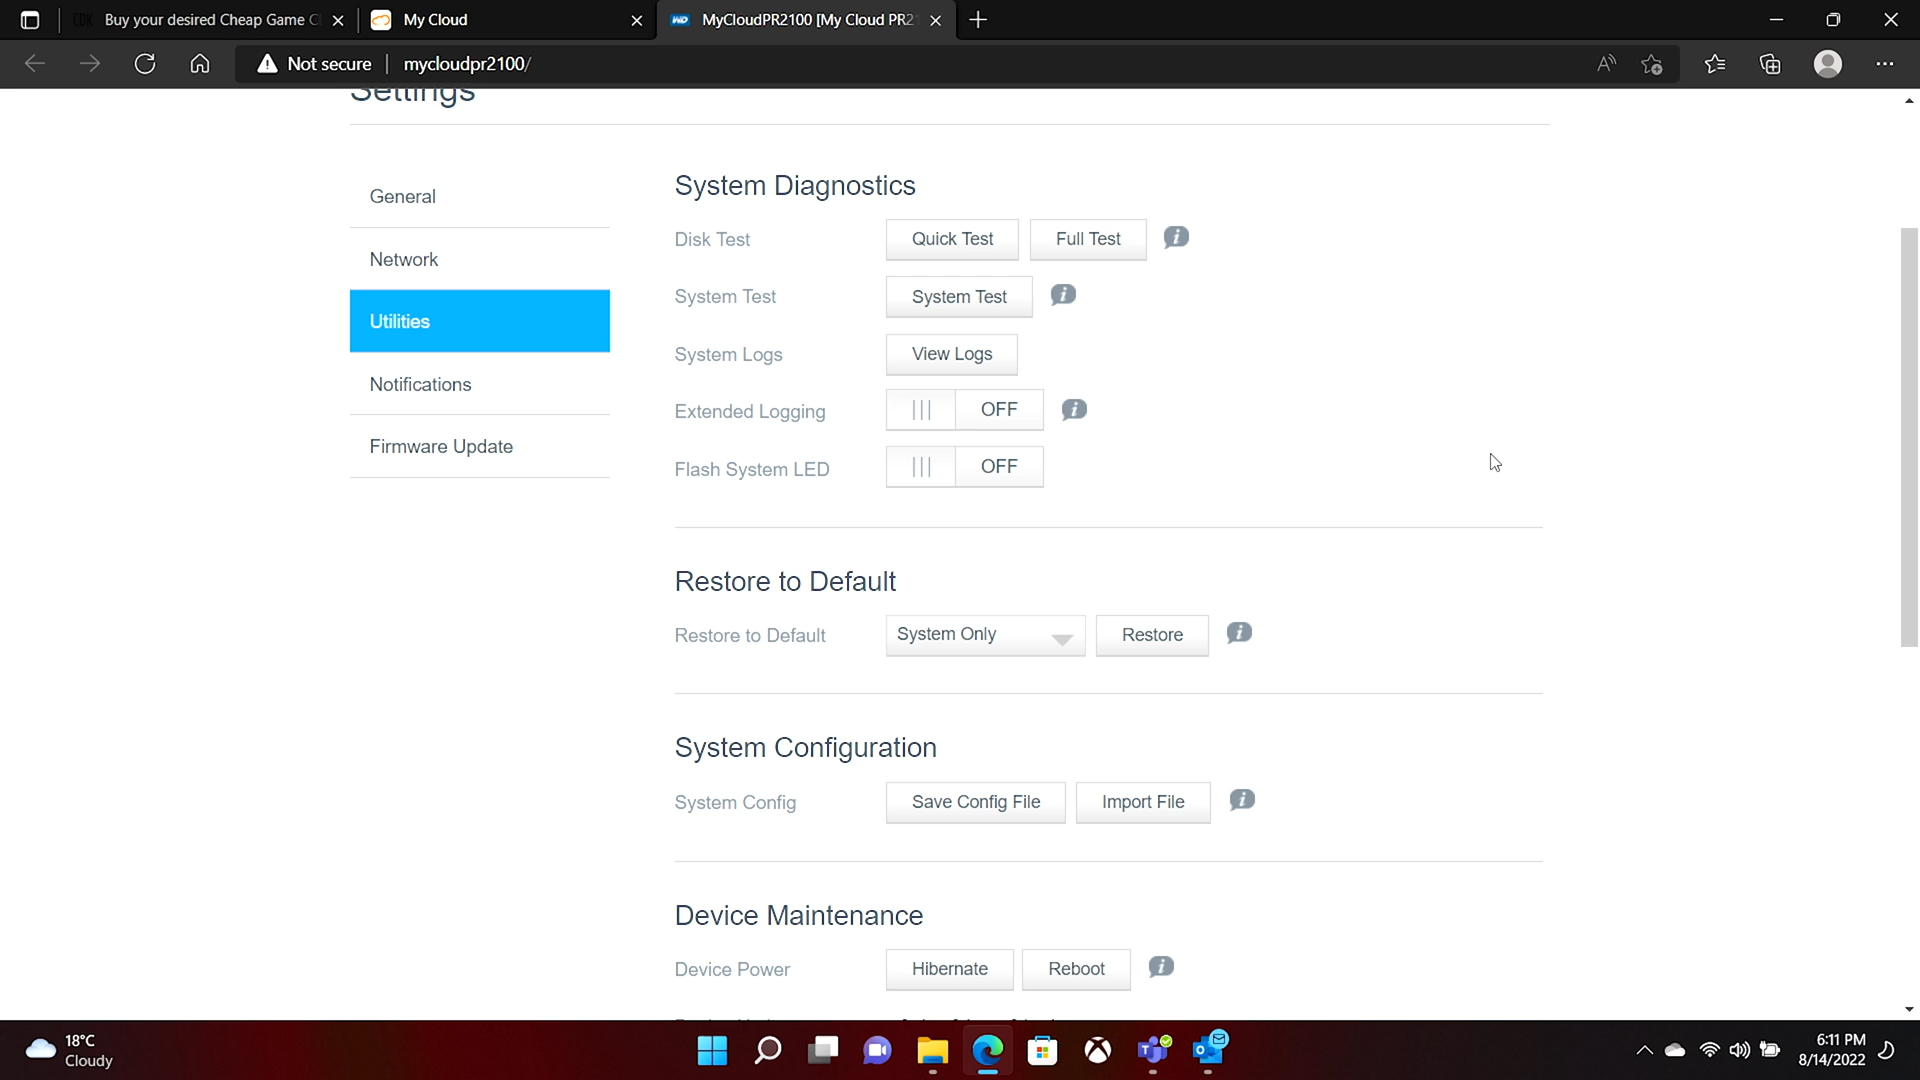 Buy your desired Cheap Game C
My Cloud
MyCloudPR2100 [My Cloud PR21
Not secure
mycloudpr2100/
Settings
General
Network
Utilities
Notifications
Firmware Update
System Diagnostics
Disk Test
Quick Test
Full Test
System Test
System Test
System Logs
View Logs
Extended Logging
OFF
Flash System LED
OFF
Restore to Default
Restore to Default
System Only
Restore
System Configuration
System Config
Save Config File
Import File
Device Maintenance
Device Power
Hibernate
Reboot
18°C
Cloudy
6:11 PM
8/14/2022